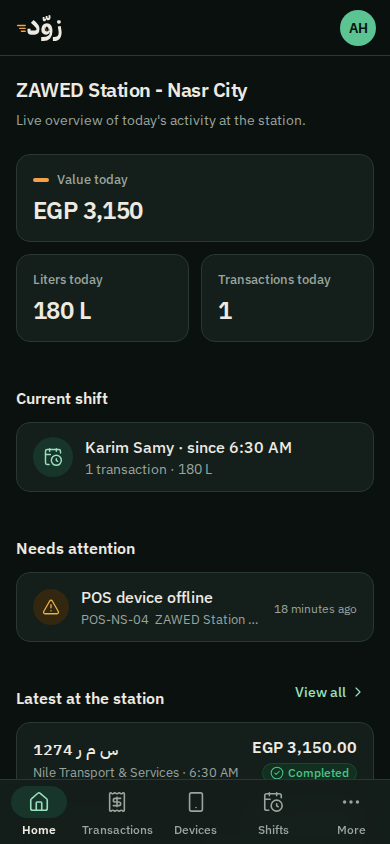 زوّد
AH
ZAWED Station - Nasr City
Live overview of today's activity at the station.
Value today
EGP 3,150
Liters today
180 L
Transactions today
1
Current shift
Karim Samy · since 6:30 AM
1 transaction · 180 L
Needs attention
POS device offline
POS-NS-04 ZAWED Station ...
18 minutes ago
Latest at the station
View all
س م ر 1274
EGP 3,150.00
Nile Transport & Services · 6:30 AM
Completed
Home
Transactions
Devices
Shifts
More